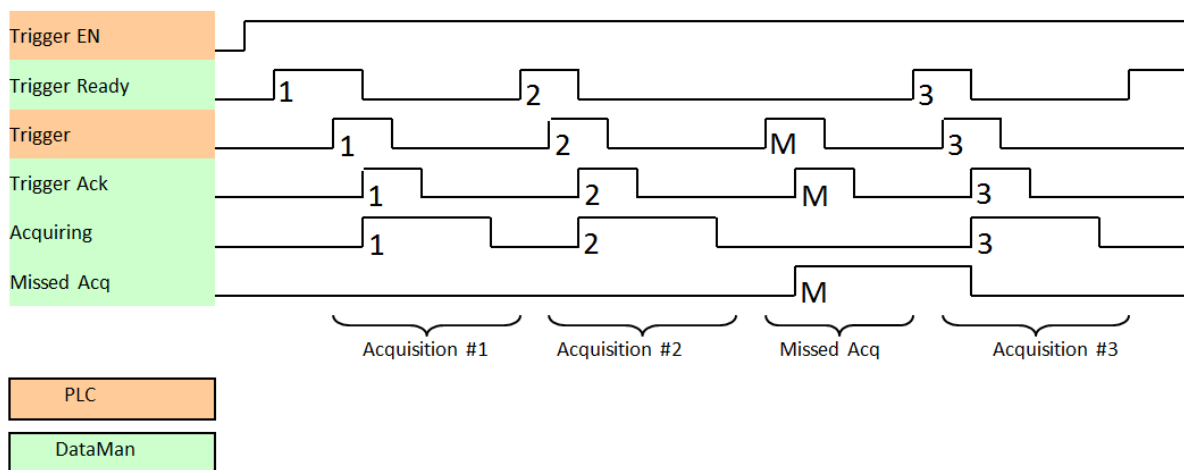 Trigger EN
Trigger Ready 1 2 3
Trigger 1 2 M 3
Trigger Ack 1 2 M 3
Acquiring 1 2 3
Missed Acq M
Acquisition #1 Acquisition #2 Missed Acq Acquisition #3
PLC
DataMan